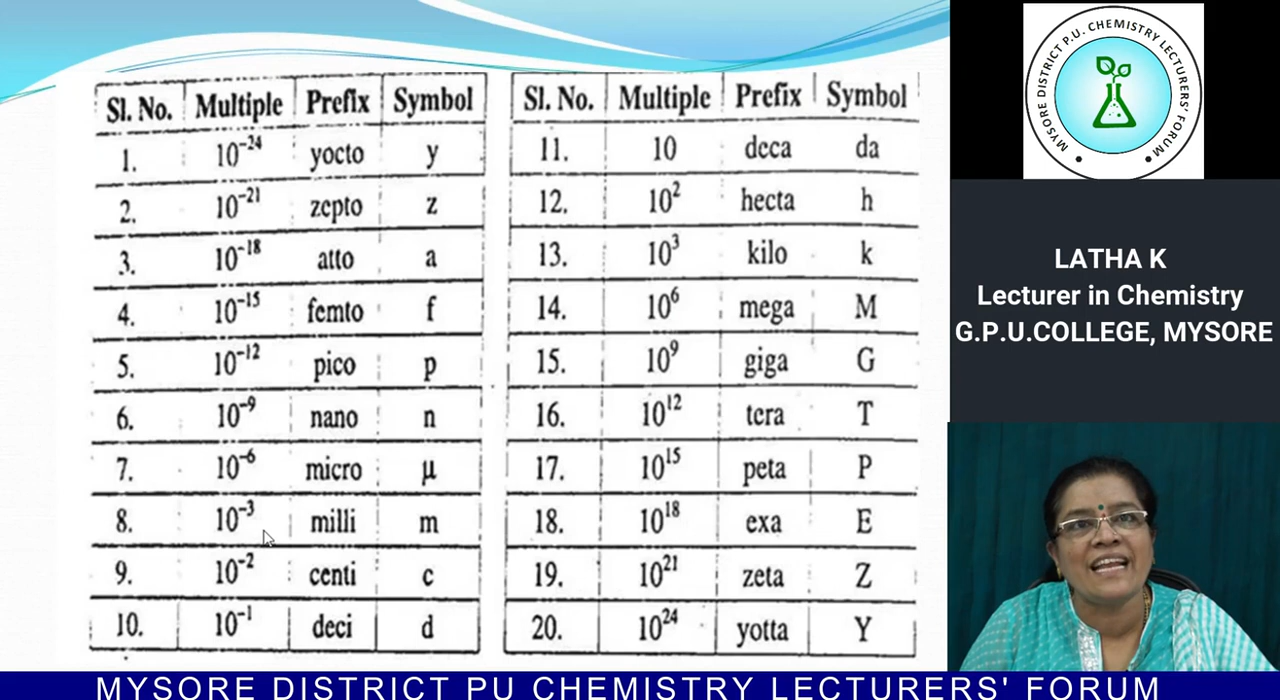 Sl. No. Multiple Prefix Symbol
1. 10⁻²⁴ yocto y
2. 10⁻²¹ zepto z
3. 10⁻¹⁸ atto a
4. 10⁻¹⁵ femto f
5. 10⁻¹² pico p
6. 10⁻⁹ nano n
7. 10⁻⁶ micro μ
8. 10⁻³ milli m
9. 10⁻² centi c
10. 10⁻¹ deci d
Sl. No. Multiple Prefix Symbol
11. 10 deca da
12. 10² hecta h
13. 10³ kilo k
14. 10⁶ mega M
15. 10⁹ giga G
16. 10¹² tera T
17. 10¹⁵ peta P
18. 10¹⁸ exa E
19. 10²¹ zeta Z
20. 10²⁴ yotta Y
• MYSORE DISTRICT P.U. CHEMISTRY LECTURERS' FORUM •
LATHA K
Lecturer in Chemistry
G.P.U.COLLEGE, MYSORE
MYSORE DISTRICT PU CHEMISTRY LECTURERS' FORUM